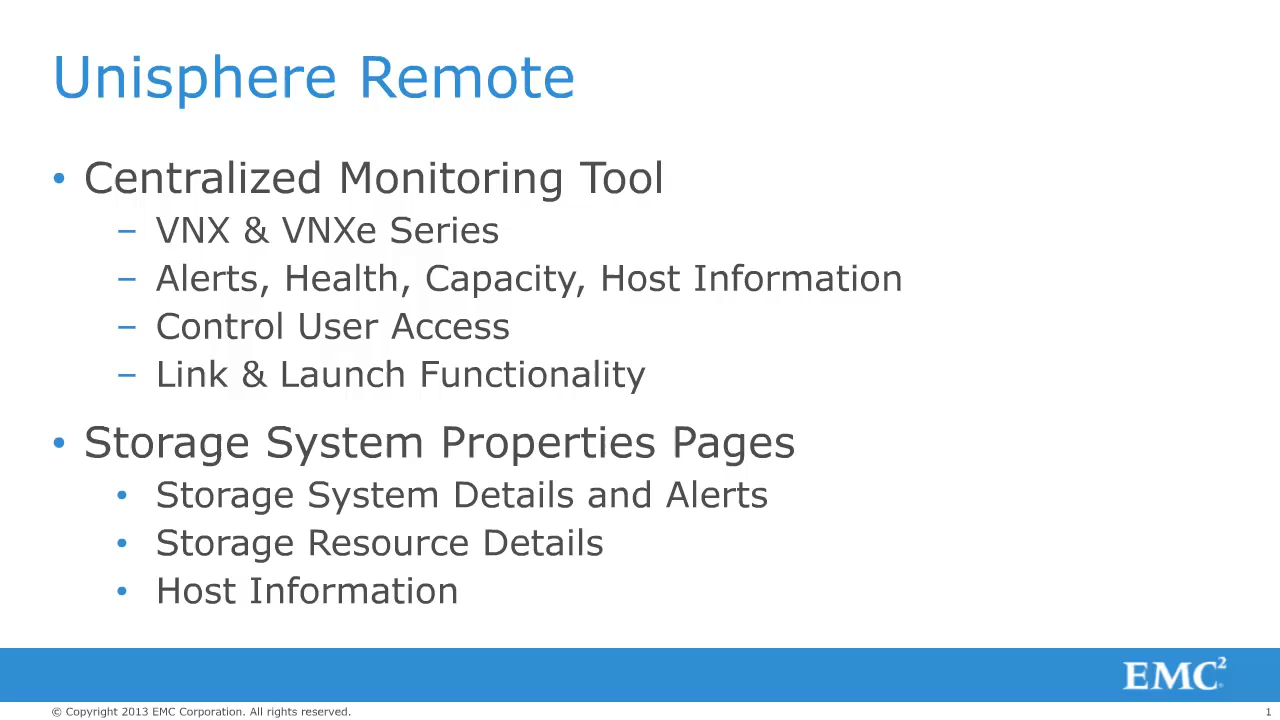 Unisphere Remote
• Centralized Monitoring Tool
– VNX & VNXe Series
– Alerts, Health, Capacity, Host Information
– Control User Access
– Link & Launch Functionality
• Storage System Properties Pages
• Storage System Details and Alerts
• Storage Resource Details
• Host Information
EMC²
© Copyright 2013 EMC Corporation. All rights reserved.
1